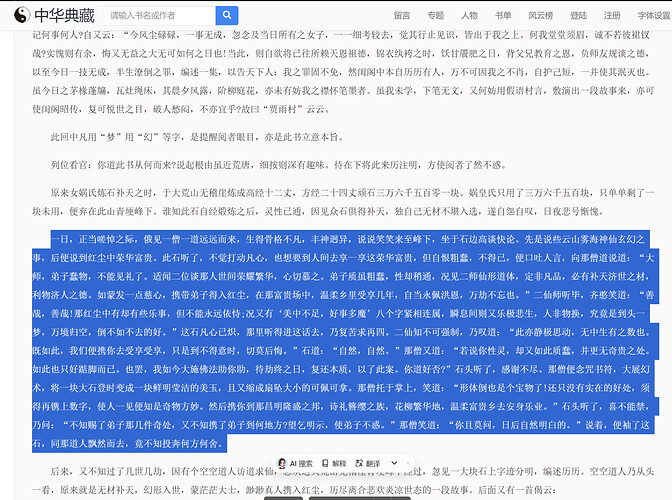 中华典藏
请输入书名或作者
留言 专题 人物 书单 风云榜 登陆 注册 字体设置
记何事何人?自又云:“今风尘碌碌,一事无成,忽念及当日所有之女子,一一细考较去,觉其行止见识,皆出于我之上。何我堂堂须眉,诚不若彼裙钗
哉?实愧则有余,悔又无益之大无可如何之日也!当此,则自欲将已往所赖天恩祖德,锦衣纨袴之时,饫甘餍肥之日,背父兄教育之恩,负师友规谈之德,
以至今日一技无成,半生潦倒之罪,编述一集,以告天下人:我之罪固不免,然闺阁中本自历历有人,万不可因我之不肖,自护己短,一并使其泯灭也。
虽今日之茅椽蓬牖,瓦灶绳床,其晨夕风露,阶柳庭花,亦未有妨我之襟怀笔墨者。虽我未学,下笔无文,又何妨用假语村言,敷演出一段故事来,亦可
使闺阁昭传,复可悦世之目,破人愁闷,不亦宜乎?故曰“贾雨村”云云。
此回中凡用“梦”用“幻”等字,是提醒阅者眼目,亦是此书立意本旨。
列位看官:你道此书从何而来?说起根由虽近荒唐,细按则深有趣味。待在下将此来历注明,方使阅者了然不惑。
原来女娲氏炼石补天之时,于大荒山无稽崖炼成高经十二丈,方经二十四丈顽石三万六千五百零一块。娲皇氏只用了三万六千五百块,只单单剩了一
块未用,便弃在此山青埂峰下。谁知此石自经煅炼之后,灵性已通,因见众石俱得补天,独自己无材不堪入选,遂自怨自叹,日夜悲号惭愧。
一日,正当嗟悼之际,俄见一僧一道远远而来,生得骨格不凡,丰神迥异,说说笑笑来至峰下,坐于石边高谈快论。先是说些云山雾海神仙玄幻之
事,后便说到红尘中荣华富贵。此石听了,不觉打动凡心,也想要到人间去享一享这荣华富贵,但自恨粗蠢,不得已,便口吐人言,向那僧道说道:“大
师,弟子蠢物,不能见礼了。适闻二位谈那人世间荣耀繁华,心切慕之。弟子质虽粗蠢,性却稍通,况见二师仙形道体,定非凡品,必有补天济世之材,
利物济人之德。如蒙发一点慈心,携带弟子得入红尘,在那富贵场中,温柔乡里受享几年,自当永佩洪恩,万劫不忘也。”二仙师听毕,齐憨笑道:“善
哉,善哉!那红尘中有却有些乐事,但不能永远依恃;况又有‘美中不足,好事多魔’八个字紧相连属,瞬息间则又乐极悲生,人非物换,究竟是到头一
梦,万境归空,倒不如不去的好。”这石凡心已炽,那里听得进这话去,乃复苦求再四。二仙知不可强制,乃叹道:“此亦静极思动,无中生有之数也。
既如此,我们便携你去受享受享,只是不得意时,切莫后悔。”石道:“自然,自然。”那僧又道:“若说你性灵,却又如此质蠢,并更无奇贵之处。
如此也只好踮脚而已。也罢,我如今大施佛法助你助,待劫终之日,复还本质,以了此案。你道好否?”石头听了,感谢不尽。那僧便念咒书符,大展幻
术,将一块大石登时变成一块鲜明莹洁的美玉,且又缩成扇坠大小的可佩可拿。那僧托于掌上,笑道:“形体倒也是个宝物了!还只没有实在的好处,须
得再镌上数字,使人一见便知是奇物方妙。然后携你到那昌明隆盛之邦,诗礼簪缨之族,花柳繁华地,温柔富贵乡去安身乐业。”石头听了,喜不能禁,
乃问:“不知赐了弟子那几件奇处,又不知携了弟子到何地方?望乞明示,使弟子不惑。”那僧笑道:“你且莫问,日后自然明白的。”说着,便袖了这
石,同那道人飘然而去,竟不知投奔何方何舍。
AI 搜索 解释 翻译
后来,又不知过了几世几劫,因有个空空道人访道求仙,忽
经过,忽见一大块石上字迹分明,编述历历。空空道人乃从头
一看,原来就是无材补天,幻形入世,蒙茫茫大士,渺渺真人携入红尘,历尽离合悲欢炎凉世态的一段故事。后面又有一首偈云: